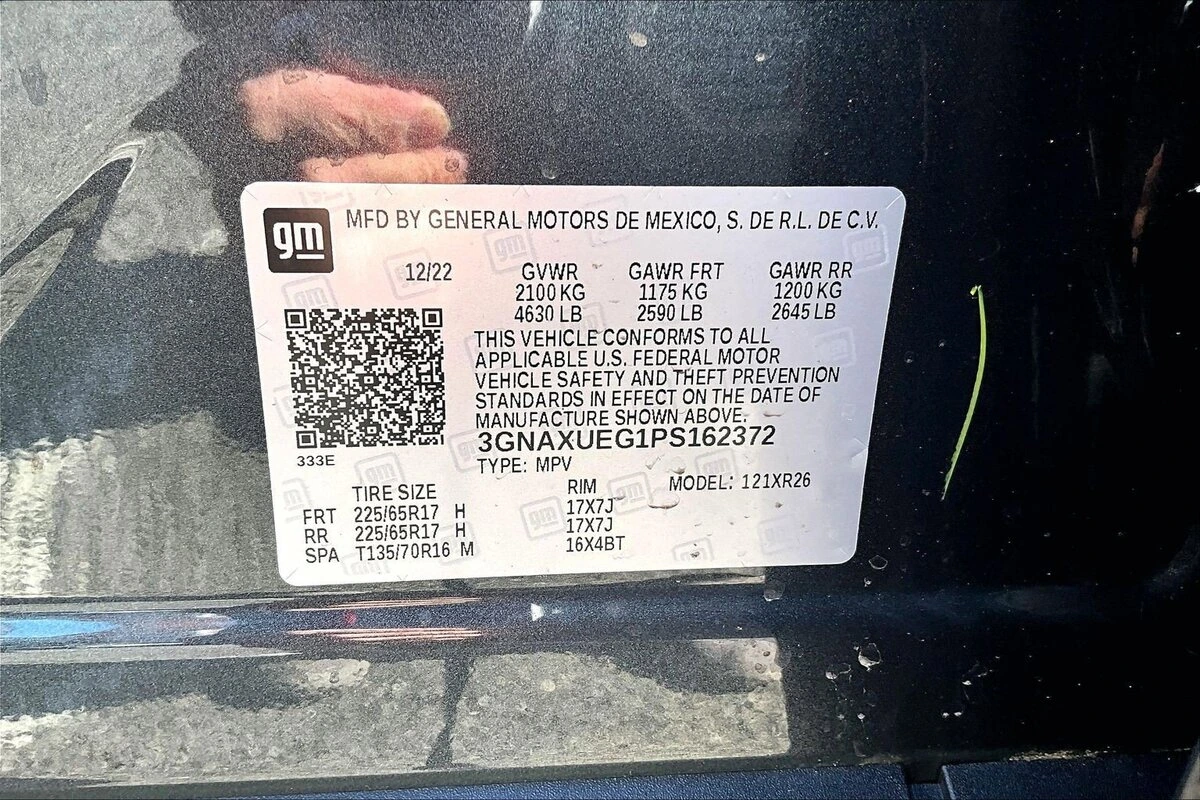 gm MFD BY GENERAL MOTORS DE MEXICO, S. DE R.L. DE C.V.
12/22 GVWR GAWR FRT GAWR RR
2100 KG 1175 KG 1200 KG
4630 LB 2590 LB 2645 LB
THIS VEHICLE CONFORMS TO ALL
APPLICABLE U.S. FEDERAL MOTOR
VEHICLE SAFETY AND THEFT PREVENTION
STANDARDS IN EFFECT ON THE DATE OF
MANUFACTURE SHOWN ABOVE.
3GNAXUEG1PS162372
333E TYPE: MPV
TIRE SIZE RIM MODEL: 121XR26
FRT 225/65R17 H 17X7J
RR 225/65R17 H 17X7J
SPA T135/70R16 M 16X4BT